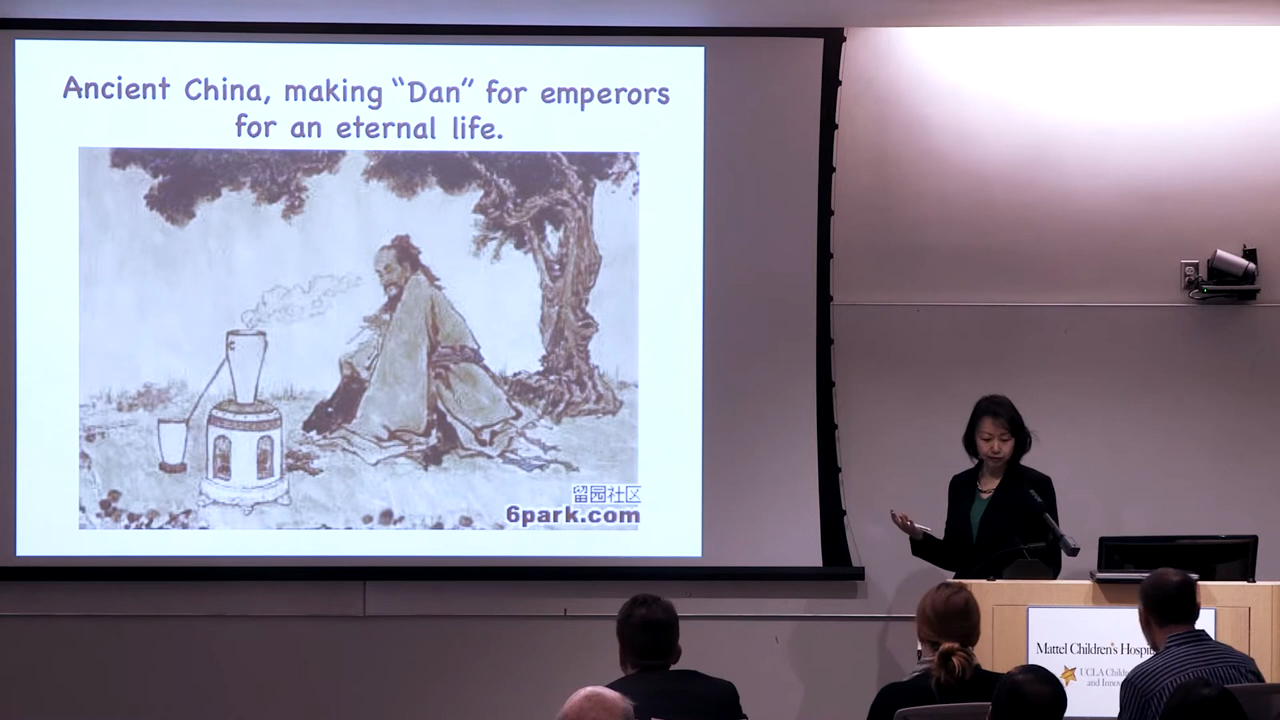 Ancient China, making “Dan” for emperors
for an eternal life.
留园社区
6park.com
Mattel Children's
UCLA
and